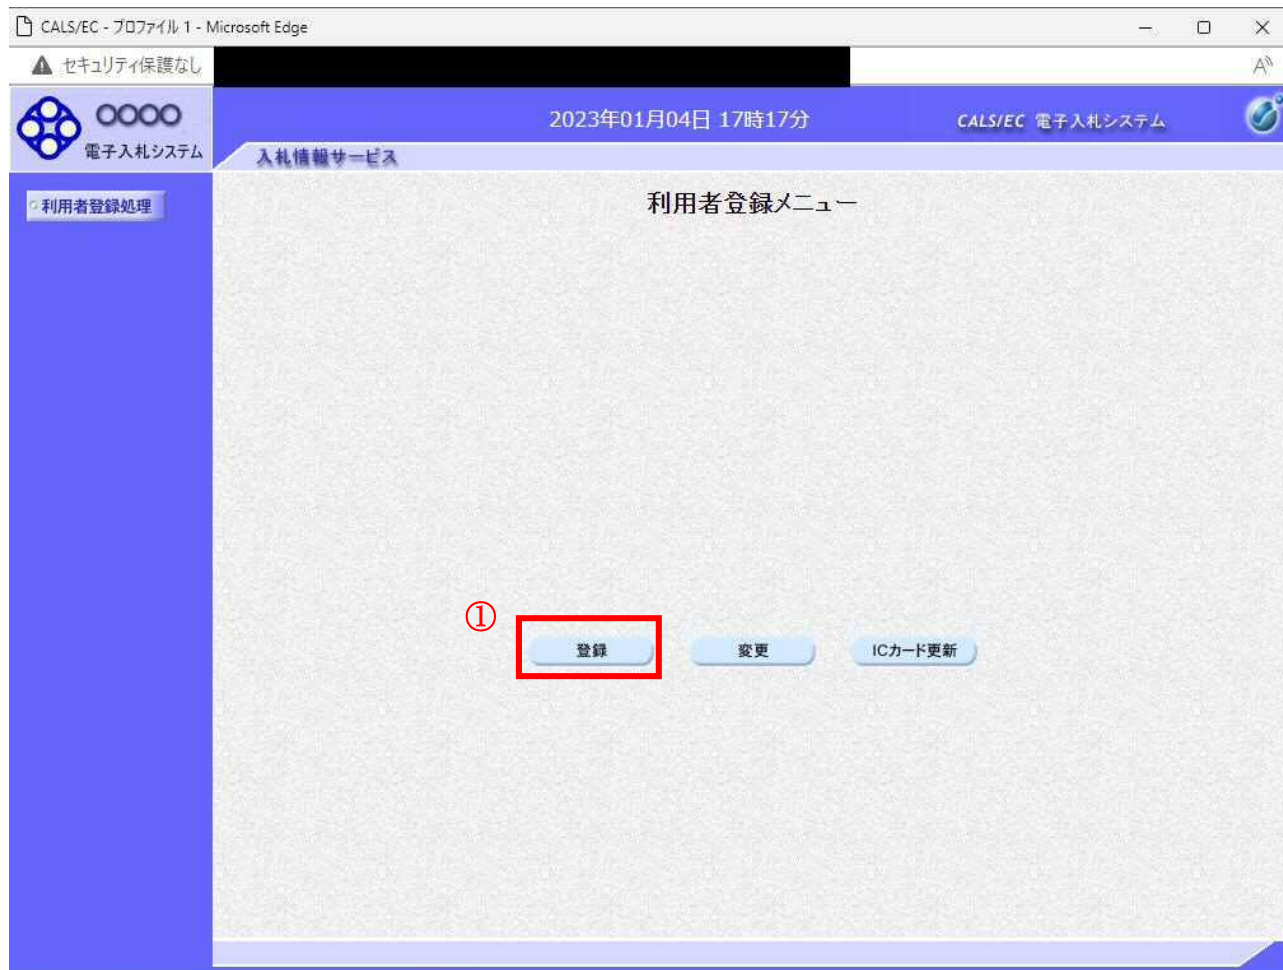 CALS/EC - プロファイル 1 - Microsoft Edge
セキュリティ保護なし
A
○○○○
電子入札システム
2023年01月04日 17時17分
CALS/EC 電子入札システム
入札情報サービス
利用者登録処理
利用者登録メニュー
①
登録
変更
ICカード更新